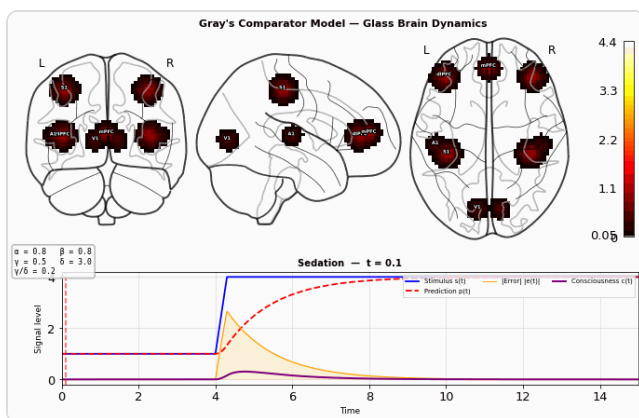 Gray's Comparator Model — Glass Brain Dynamics
L R L R
S1 S1 mPFC dlPFC
mPFC V1 V1 A1 mPFC A1 S1
V1
4.4
3.3
2.2
1.1
0.05
0
α = 0.8 β = 0.8
γ = 0.5 δ = 3.0
γ/δ = 0.2
Sedation — t = 0.1
Stimulus s(t) |Error| |e(t)| Consciousness c(t)
Prediction p(t)
Signal level
4
2
0
0 2 4 6 8 10 12 14
Time